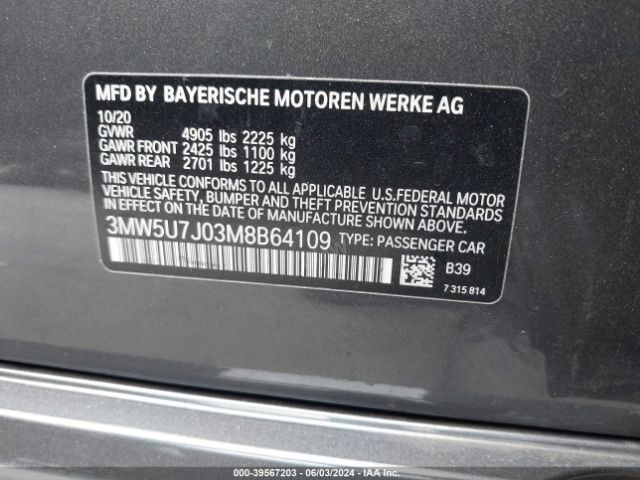 MFD BY BAYERISCHE MOTOREN WERKE AG
10/20
GVWR 4905 lbs 2225 kg
GAWR FRONT 2425 lbs 1100 kg
GAWR REAR 2701 lbs 1225 kg
THIS VEHICLE CONFORMS TO ALL APPLICABLE U.S.FEDERAL MOTOR
VEHICLE SAFETY, BUMPER AND THEFT PREVENTION STANDARDS
IN EFFECT ON THE DATE OF MANUFACTURE SHOWN ABOVE.
3MW5U7J03M8B64109 TYPE: PASSENGER CAR
B39
7 315 814
000-39567203 - 06/03/2024 - IAA Inc.